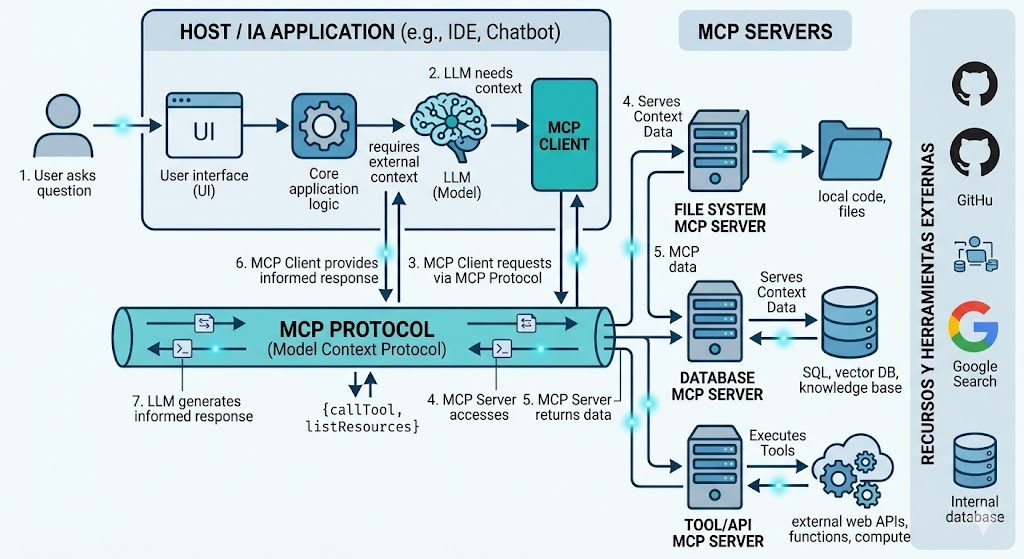 HOST / IA APPLICATION (e.g., IDE, Chatbot)
MCP SERVERS
1. User asks
question
UI
User interface
(UI)
Core
application
logic
requires
external
context
2. LLM needs
context
LLM
(Model)
MCP
CLIENT
6. MCP Client provides
informed response
3. MCP Client requests
via MCP Protocol
MCP PROTOCOL
(Model Context Protocol)
7. LLM generates
informed response
{callTool,
listResources}
4. MCP Server
accesses
5. MCP Server
returns data
4. Serves
Context
Data
FILE SYSTEM
MCP SERVER
local code,
files
5. MCP
data
Serves
Context
Data
DATABASE
MCP SERVER
SQL, vector DB,
knowledge base
Executes
Tools
TOOL/API
MCP SERVER
external web APIs,
functions, compute
RECURSOS Y HERRAMIENTAS EXTERNAS
GitHu
Google
Search
Internal
database